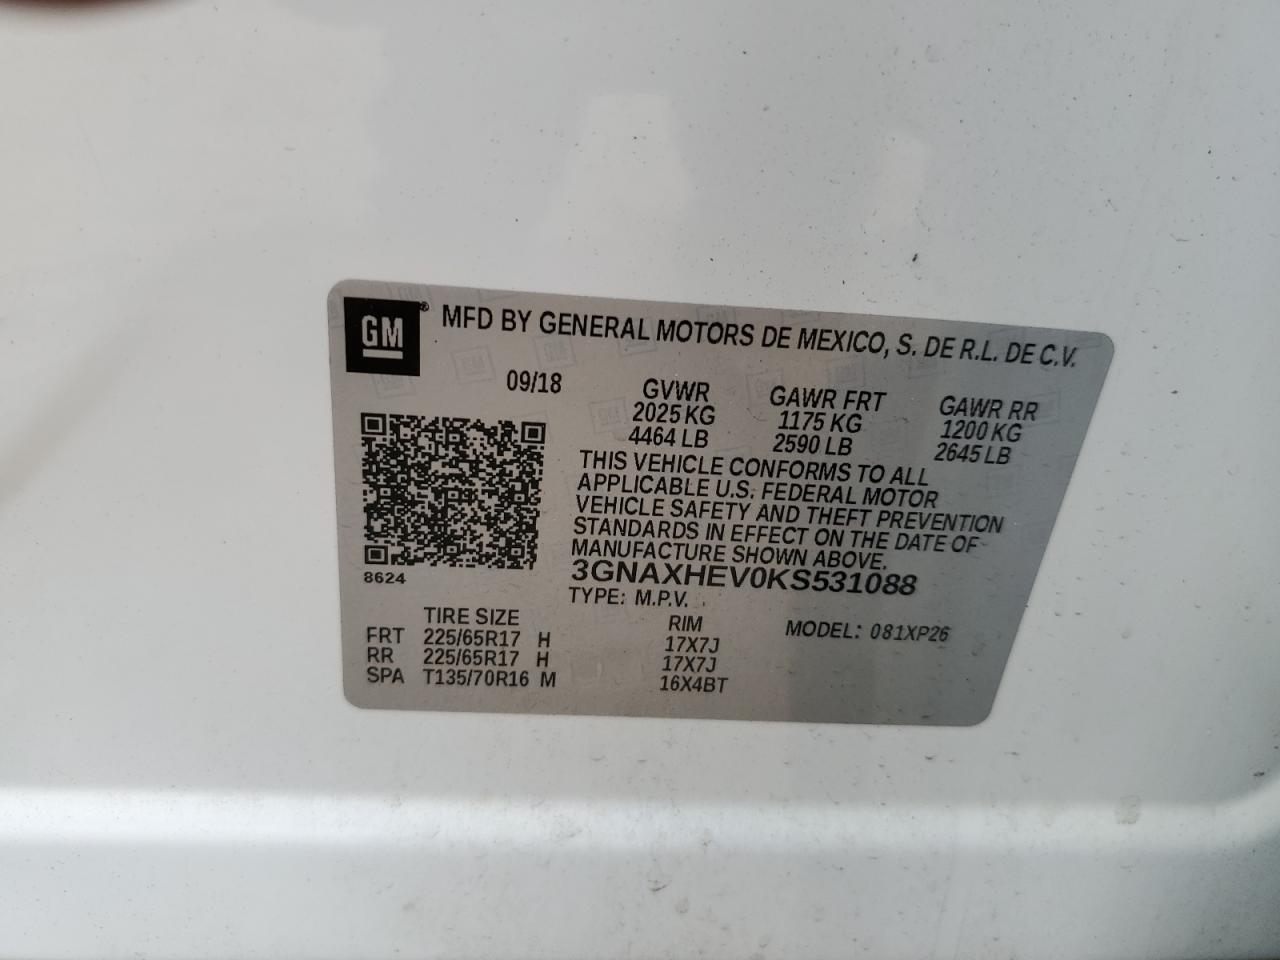 GM ® MFD BY GENERAL MOTORS DE MEXICO, S. DE R.L. DE C.V.
09/18 GVWR GAWR FRT GAWR RR
2025 KG 1175 KG 1200 KG
4464 LB 2590 LB 2645 LB
THIS VEHICLE CONFORMS TO ALL
APPLICABLE U.S. FEDERAL MOTOR
VEHICLE SAFETY AND THEFT PREVENTION
STANDARDS IN EFFECT ON THE DATE OF
MANUFACTURE SHOWN ABOVE.
8624 3GNAXHEV0KS531088
TYPE: M.P.V.
TIRE SIZE RIM MODEL: 081XP26
FRT 225/65R17 H 17X7J
RR 225/65R17 H 17X7J
SPA T135/70R16 M 16X4BT